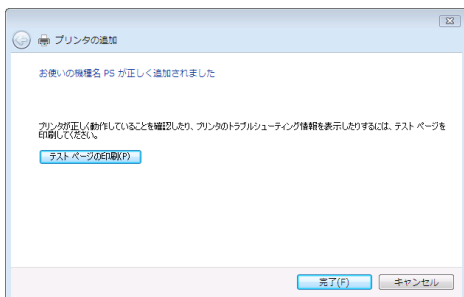 プリンタの追加
お使いの機種名 PS が正しく追加されました
プリンタが正しく動作していることを確認したり、プリンタのトラブルシューティング情報を表示したりするには、テスト ページを
印刷してください。
テスト ページの印刷(P)
完了(F)
キャンセル